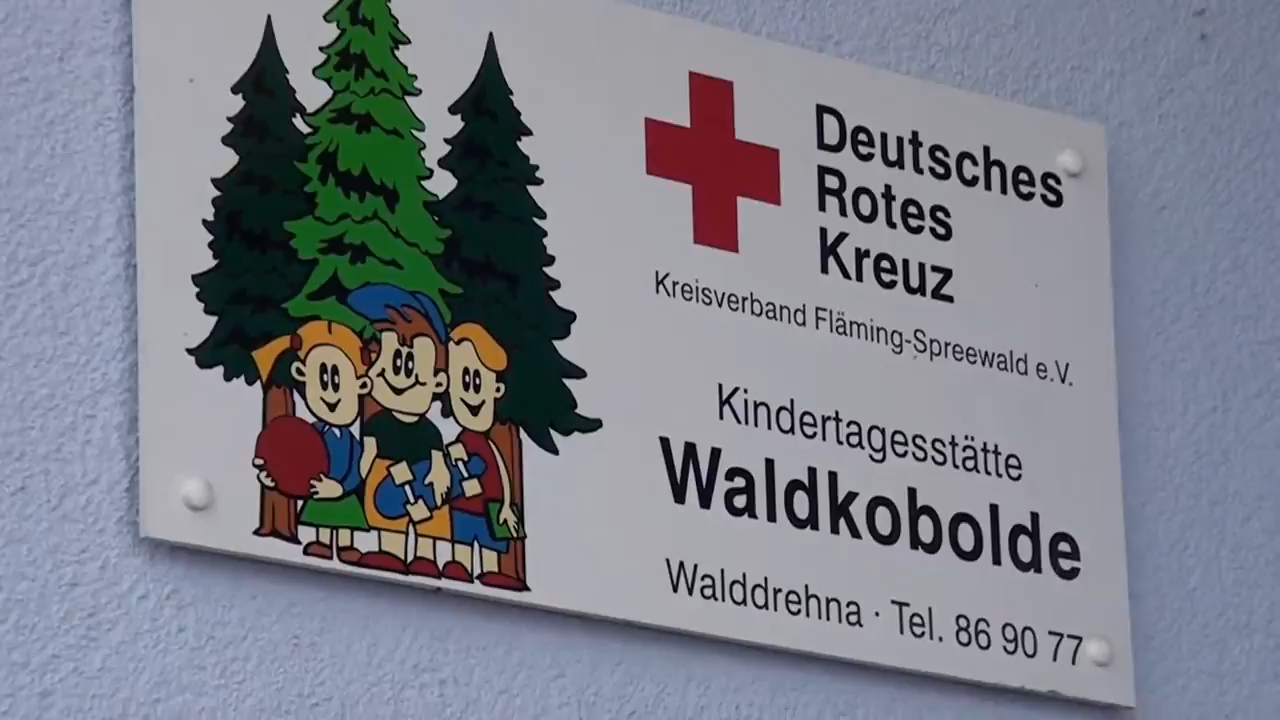 Deutsches
Rotes
Kreuz
Kreisverband Fläming-Spreewald e.V.
Kindertagesstätte
Waldkobolde
Walddrehna · Tel. 86 90 77